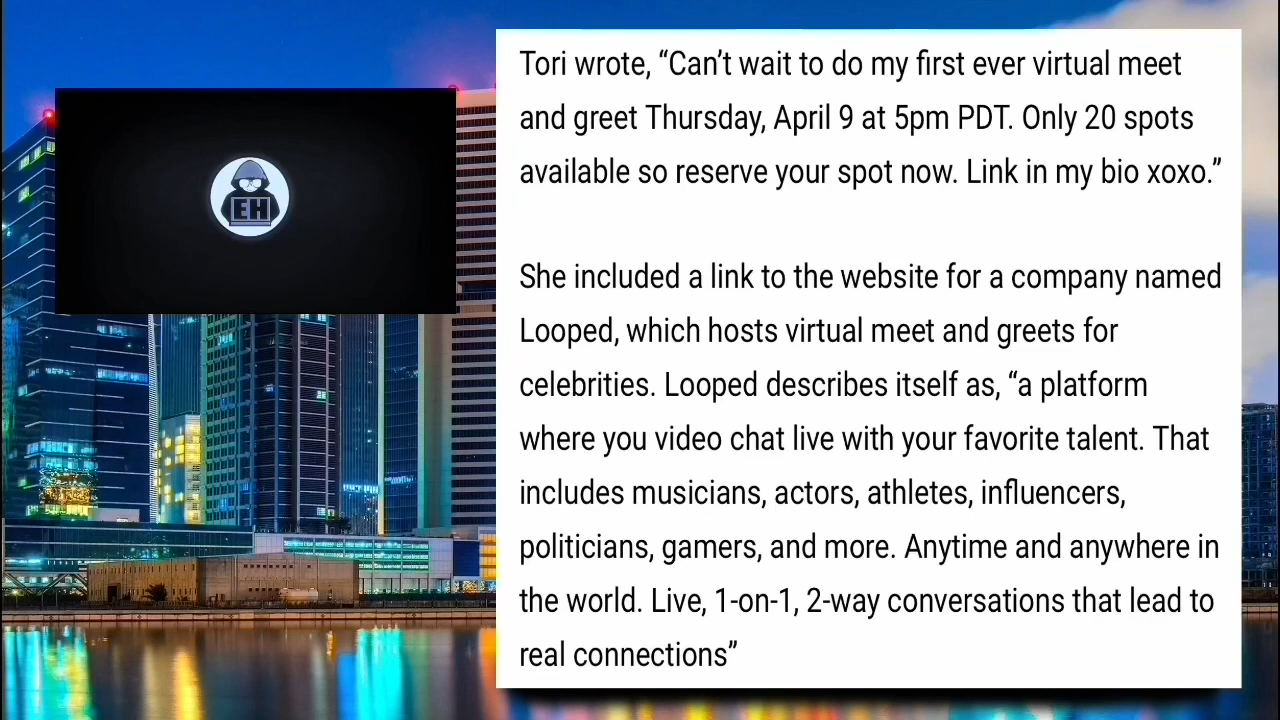 EH
Tori wrote, “Can’t wait to do my first ever virtual meet
and greet Thursday, April 9 at 5pm PDT. Only 20 spots
available so reserve your spot now. Link in my bio xoxo.”
She included a link to the website for a company named
Looped, which hosts virtual meet and greets for
celebrities. Looped describes itself as, “a platform
where you video chat live with your favorite talent. That
includes musicians, actors, athletes, influencers,
politicians, gamers, and more. Anytime and anywhere in
the world. Live, 1-on-1, 2-way conversations that lead to
real connections”